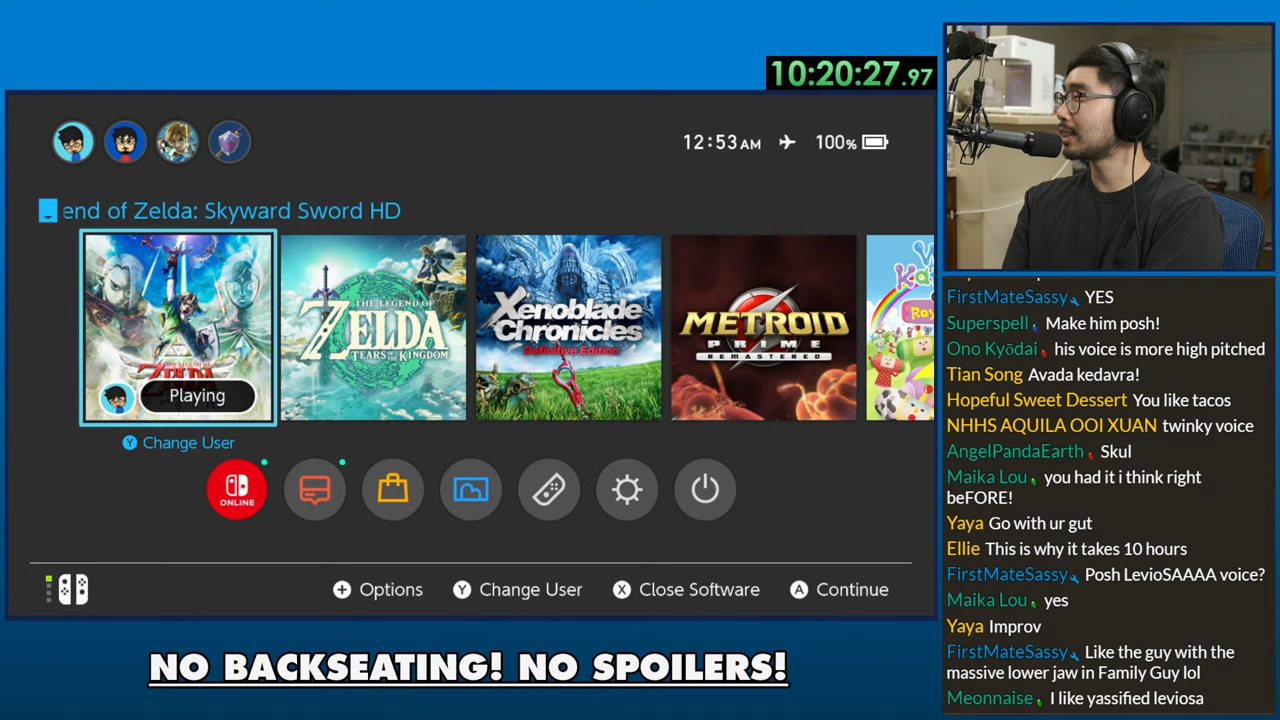 10:20:27.97
12:53AM 100%
end of Zelda: Skyward Sword HD
THE LEGEND OF
ZELDA
TEARS OF THE KINGDOM
Xenoblade
Chronicles
Definitive Edition
METROID
PRIME
REMASTERED
Playing
Y Change User
ONLINE
+ Options Y Change User X Close Software A Continue
NO BACKSEATING! NO SPOILERS!
FirstMateSassy YES
Superspell Make him posh!
Ono Kyōdai his voice is more high pitched
Tian Song Avada kedavra!
Hopeful Sweet Dessert You like tacos
NHHS AQUILA OOI XUAN twinky voice
AngelPandaEarth Skul
Maika Lou you had it i think right
beFORE!
Yaya Go with ur gut
Ellie This is why it takes 10 hours
FirstMateSassy Posh LevioSAAAA voice?
Maika Lou yes
Yaya Improv
FirstMateSassy Like the guy with the
massive lower jaw in Family Guy lol
Meonnaise I like yassified leviosa